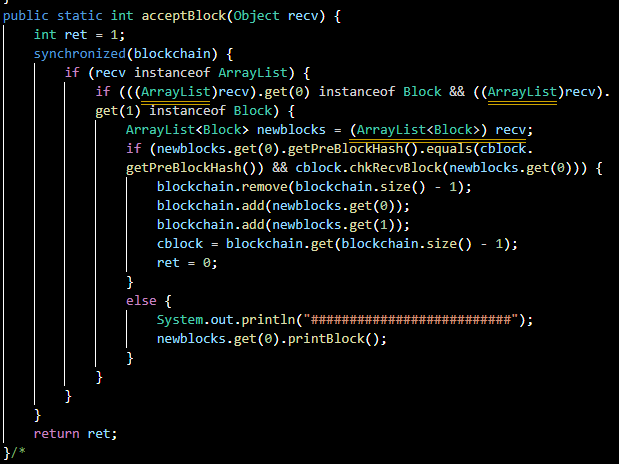 }
public static int acceptBlock(Object recv) {
    int ret = 1;
    synchronized(blockchain) {
        if (recv instanceof ArrayList) {
            if (((ArrayList)recv).get(0) instanceof Block && ((ArrayList)recv).
            get(1) instanceof Block) {
                ArrayList<Block> newblocks = (ArrayList<Block>) recv;
                if (newblocks.get(0).getPreBlockHash().equals(cblock.
                getPreBlockHash()) && cblock.chkRecvBlock(newblocks.get(0))) {
                    blockchain.remove(blockchain.size() - 1);
                    blockchain.add(newblocks.get(0));
                    blockchain.add(newblocks.get(1));
                    cblock = blockchain.get(blockchain.size() - 1);
                    ret = 0;
                }
                else {
                    System.out.println("##########################");
                    newblocks.get(0).printBlock();
                }
            }
        }
    }
    return ret;
}/*